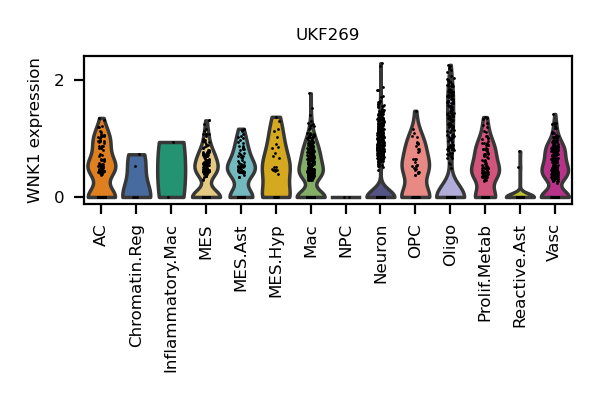 UKF269
WNK1 expression
2
0
AC
Chromatin.Reg
Inflammatory.Mac
MES
MES.Ast
MES.Hyp
Mac
NPC
Neuron
OPC
Oligo
Prolif.Metab
Reactive.Ast
Vasc